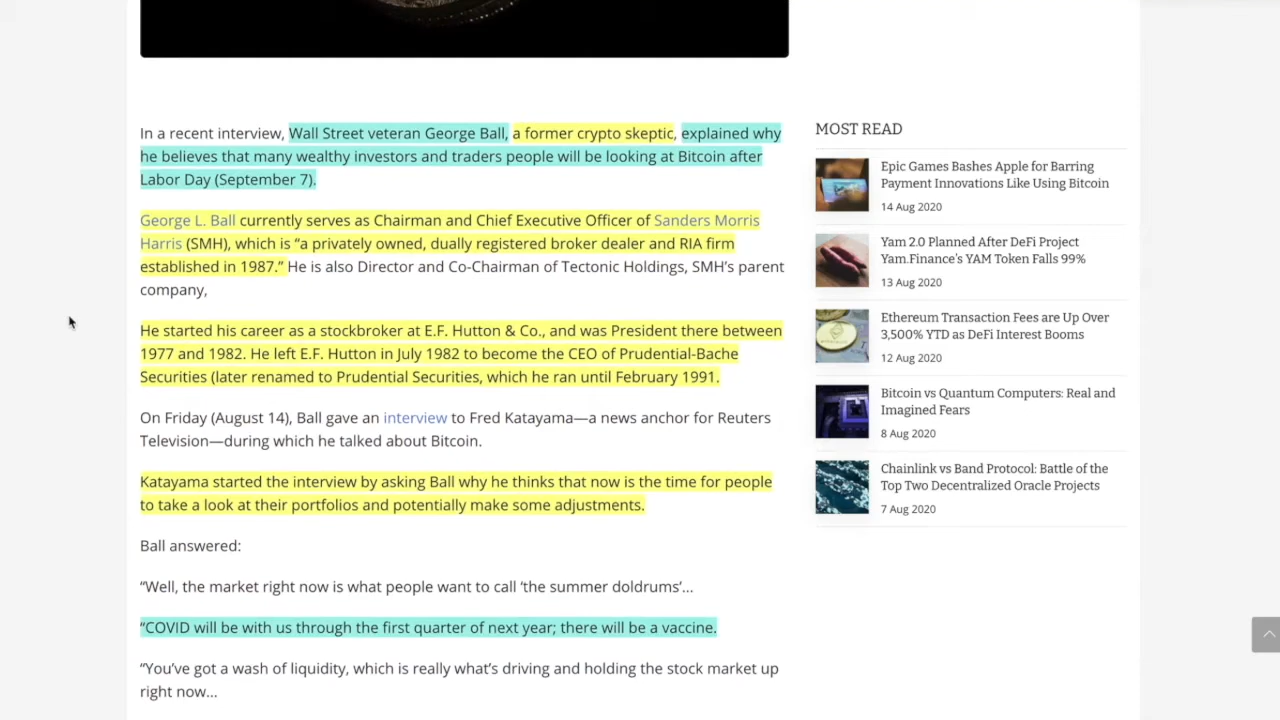 In a recent interview, Wall Street veteran George Ball, a former crypto skeptic, explained why
he believes that many wealthy investors and traders people will be looking at Bitcoin after
Labor Day (September 7).
George L. Ball currently serves as Chairman and Chief Executive Officer of Sanders Morris
Harris (SMH), which is “a privately owned, dually registered broker dealer and RIA firm
established in 1987.” He is also Director and Co-Chairman of Tectonic Holdings, SMH’s parent
company,
He started his career as a stockbroker at E.F. Hutton & Co., and was President there between
1977 and 1982. He left E.F. Hutton in July 1982 to become the CEO of Prudential-Bache
Securities (later renamed to Prudential Securities, which he ran until February 1991.
On Friday (August 14), Ball gave an interview to Fred Katayama—a news anchor for Reuters
Television—during which he talked about Bitcoin.
Katayama started the interview by asking Ball why he thinks that now is the time for people
to take a look at their portfolios and potentially make some adjustments.
Ball answered:
“Well, the market right now is what people want to call ‘the summer doldrums’...
“COVID will be with us through the first quarter of next year; there will be a vaccine.
“You’ve got a wash of liquidity, which is really what’s driving and holding the stock market up
right now...
MOST READ
Epic Games Bashes Apple for Barring
Payment Innovations Like Using Bitcoin
14 Aug 2020
Yam 2.0 Planned After DeFi Project
Yam.Finance’s YAM Token Falls 99%
13 Aug 2020
Ethereum Transaction Fees are Up Over
3,500% YTD as DeFi Interest Booms
12 Aug 2020
Bitcoin vs Quantum Computers: Real and
Imagined Fears
8 Aug 2020
Chainlink vs Band Protocol: Battle of the
Top Two Decentralized Oracle Projects
7 Aug 2020